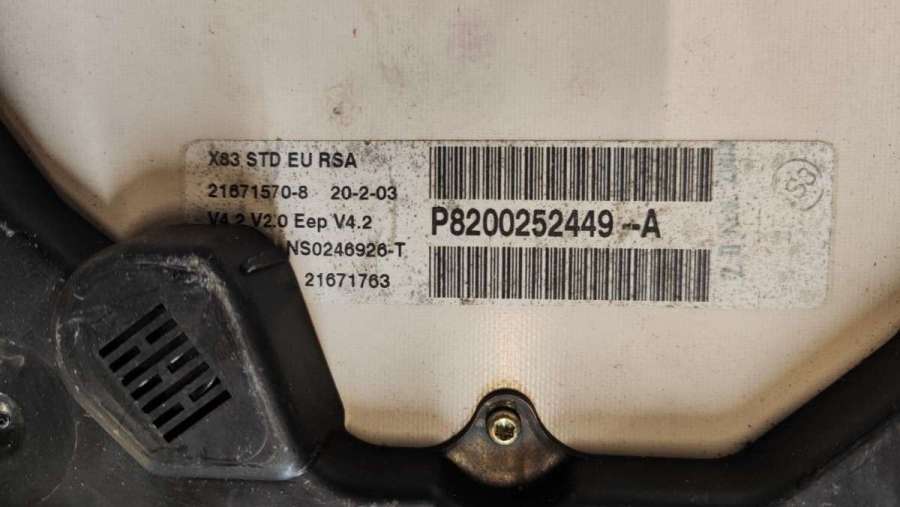 X83 STD EU RSA
21671570-8 20-2-03
V4.2 V2.0 Eep V4.2
NS0246926-T
21671763
P8200252449--A